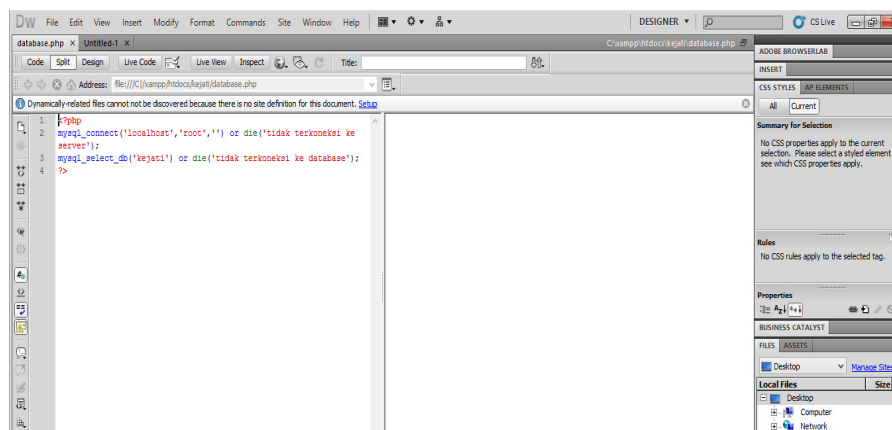 DW File Edit View Insert Modify Format Commands Site Window Help DESIGNER CS Live
database.php × Untitled-1 × C:\xampp\htdocs\kejati\database.php
Code Split Design Live Code Live View Inspect Title:
Address: file:///C|/xampp/htdocs/kejati/database.php
Dynamically-related files cannot not be discovered because there is no site definition for this document. Setup
1 <?php
2 mysql_connect('localhost','root','') or die('tidak terkoneksi ke
server');
3 mysql_select_db('kejati') or die('tidak terkoneksi ke database');
4 ?>
ADOBE BROWSERLAB
INSERT
CSS STYLES AP ELEMENTS
All Current
Summary for Selection
No CSS properties apply to the current
selection. Please select a styled element
see which CSS properties apply.
Rules
No CSS rules apply to the selected tag.
Properties
BUSINESS CATALYST
FILES ASSETS
Desktop Manage Sites
Local Files Size
Desktop
Computer
Network